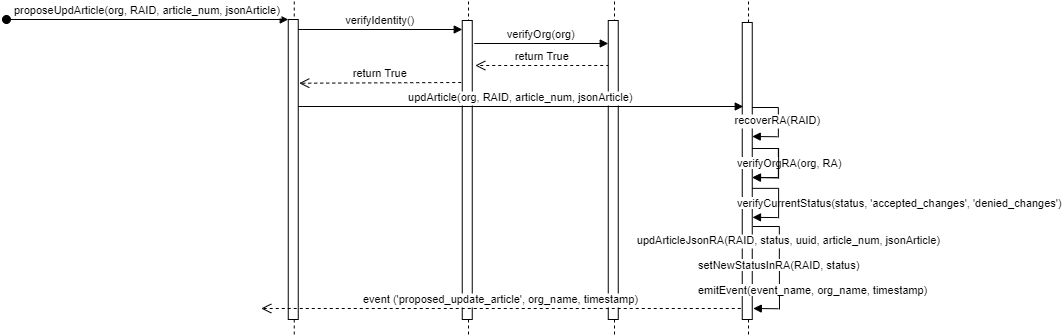 proposeUpdArticle(org, RAID, article_num, jsonArticle)
verifyIdentity()
verifyOrg(org)
return True
return True
updArticle(org, RAID, article_num, jsonArticle)
recoverRA(RAID)
verifyOrgRA(org, RA)
verifyCurrentStatus(status, 'accepted_changes', 'denied_changes')
updArticleJsonRA(RAID, status, uuid, article_num, jsonArticle)
setNewStatusInRA(RAID, status)
emitEvent(event_name, org_name, timestamp)
event ('proposed_update_article', org_name, timestamp)